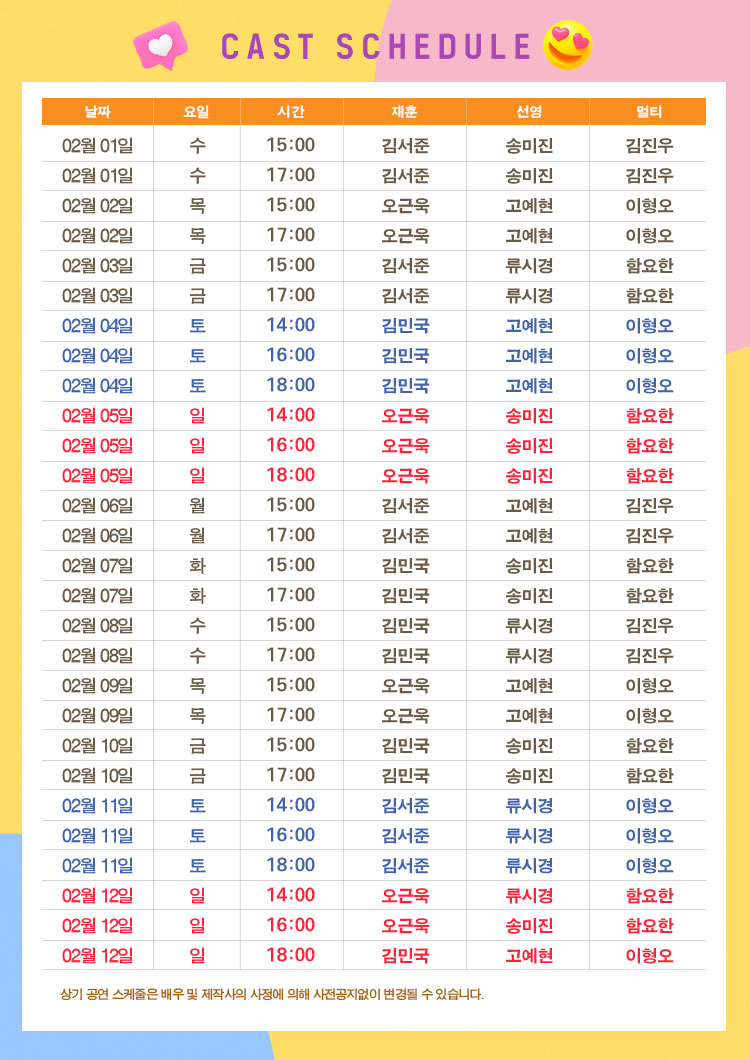 CAST SCHEDULE
날짜 요일 시간 재훈 선영 멀티
02월 01일 수 15:00 김서준 송미진 김진우
02월 01일 수 17:00 김서준 송미진 김진우
02월 02일 목 15:00 오근욱 고예현 이형오
02월 02일 목 17:00 오근욱 고예현 이형오
02월 03일 금 15:00 김서준 류시경 함요한
02월 03일 금 17:00 김서준 류시경 함요한
02월 04일 토 14:00 김민국 고예현 이형오
02월 04일 토 16:00 김민국 고예현 이형오
02월 04일 토 18:00 김민국 고예현 이형오
02월 05일 일 14:00 오근욱 송미진 함요한
02월 05일 일 16:00 오근욱 송미진 함요한
02월 05일 일 18:00 오근욱 송미진 함요한
02월 06일 월 15:00 김서준 고예현 김진우
02월 06일 월 17:00 김서준 고예현 김진우
02월 07일 화 15:00 김민국 송미진 함요한
02월 07일 화 17:00 김민국 송미진 함요한
02월 08일 수 15:00 김민국 류시경 김진우
02월 08일 수 17:00 김민국 류시경 김진우
02월 09일 목 15:00 오근욱 고예현 이형오
02월 09일 목 17:00 오근욱 고예현 이형오
02월 10일 금 15:00 김민국 송미진 함요한
02월 10일 금 17:00 김민국 송미진 함요한
02월 11일 토 14:00 김서준 류시경 이형오
02월 11일 토 16:00 김서준 류시경 이형오
02월 11일 토 18:00 김서준 류시경 이형오
02월 12일 일 14:00 오근욱 류시경 함요한
02월 12일 일 16:00 오근욱 송미진 함요한
02월 12일 일 18:00 김민국 고예현 이형오
상기 공연 스케줄은 배우 및 제작사의 사정에 의해 사전공지없이 변경될 수 있습니다.